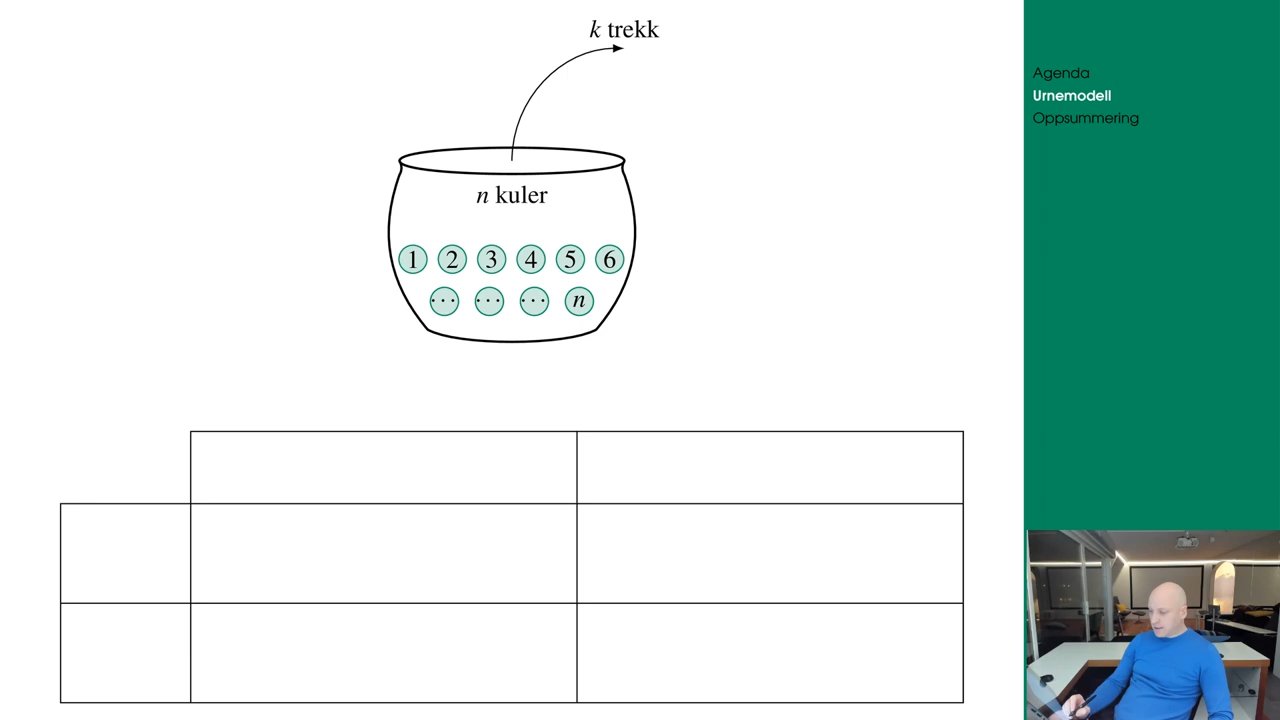 k trekk
n kuler
1 2 3 4 5 6
··· ··· ··· n
Agenda
Urnemodell
Oppsummering